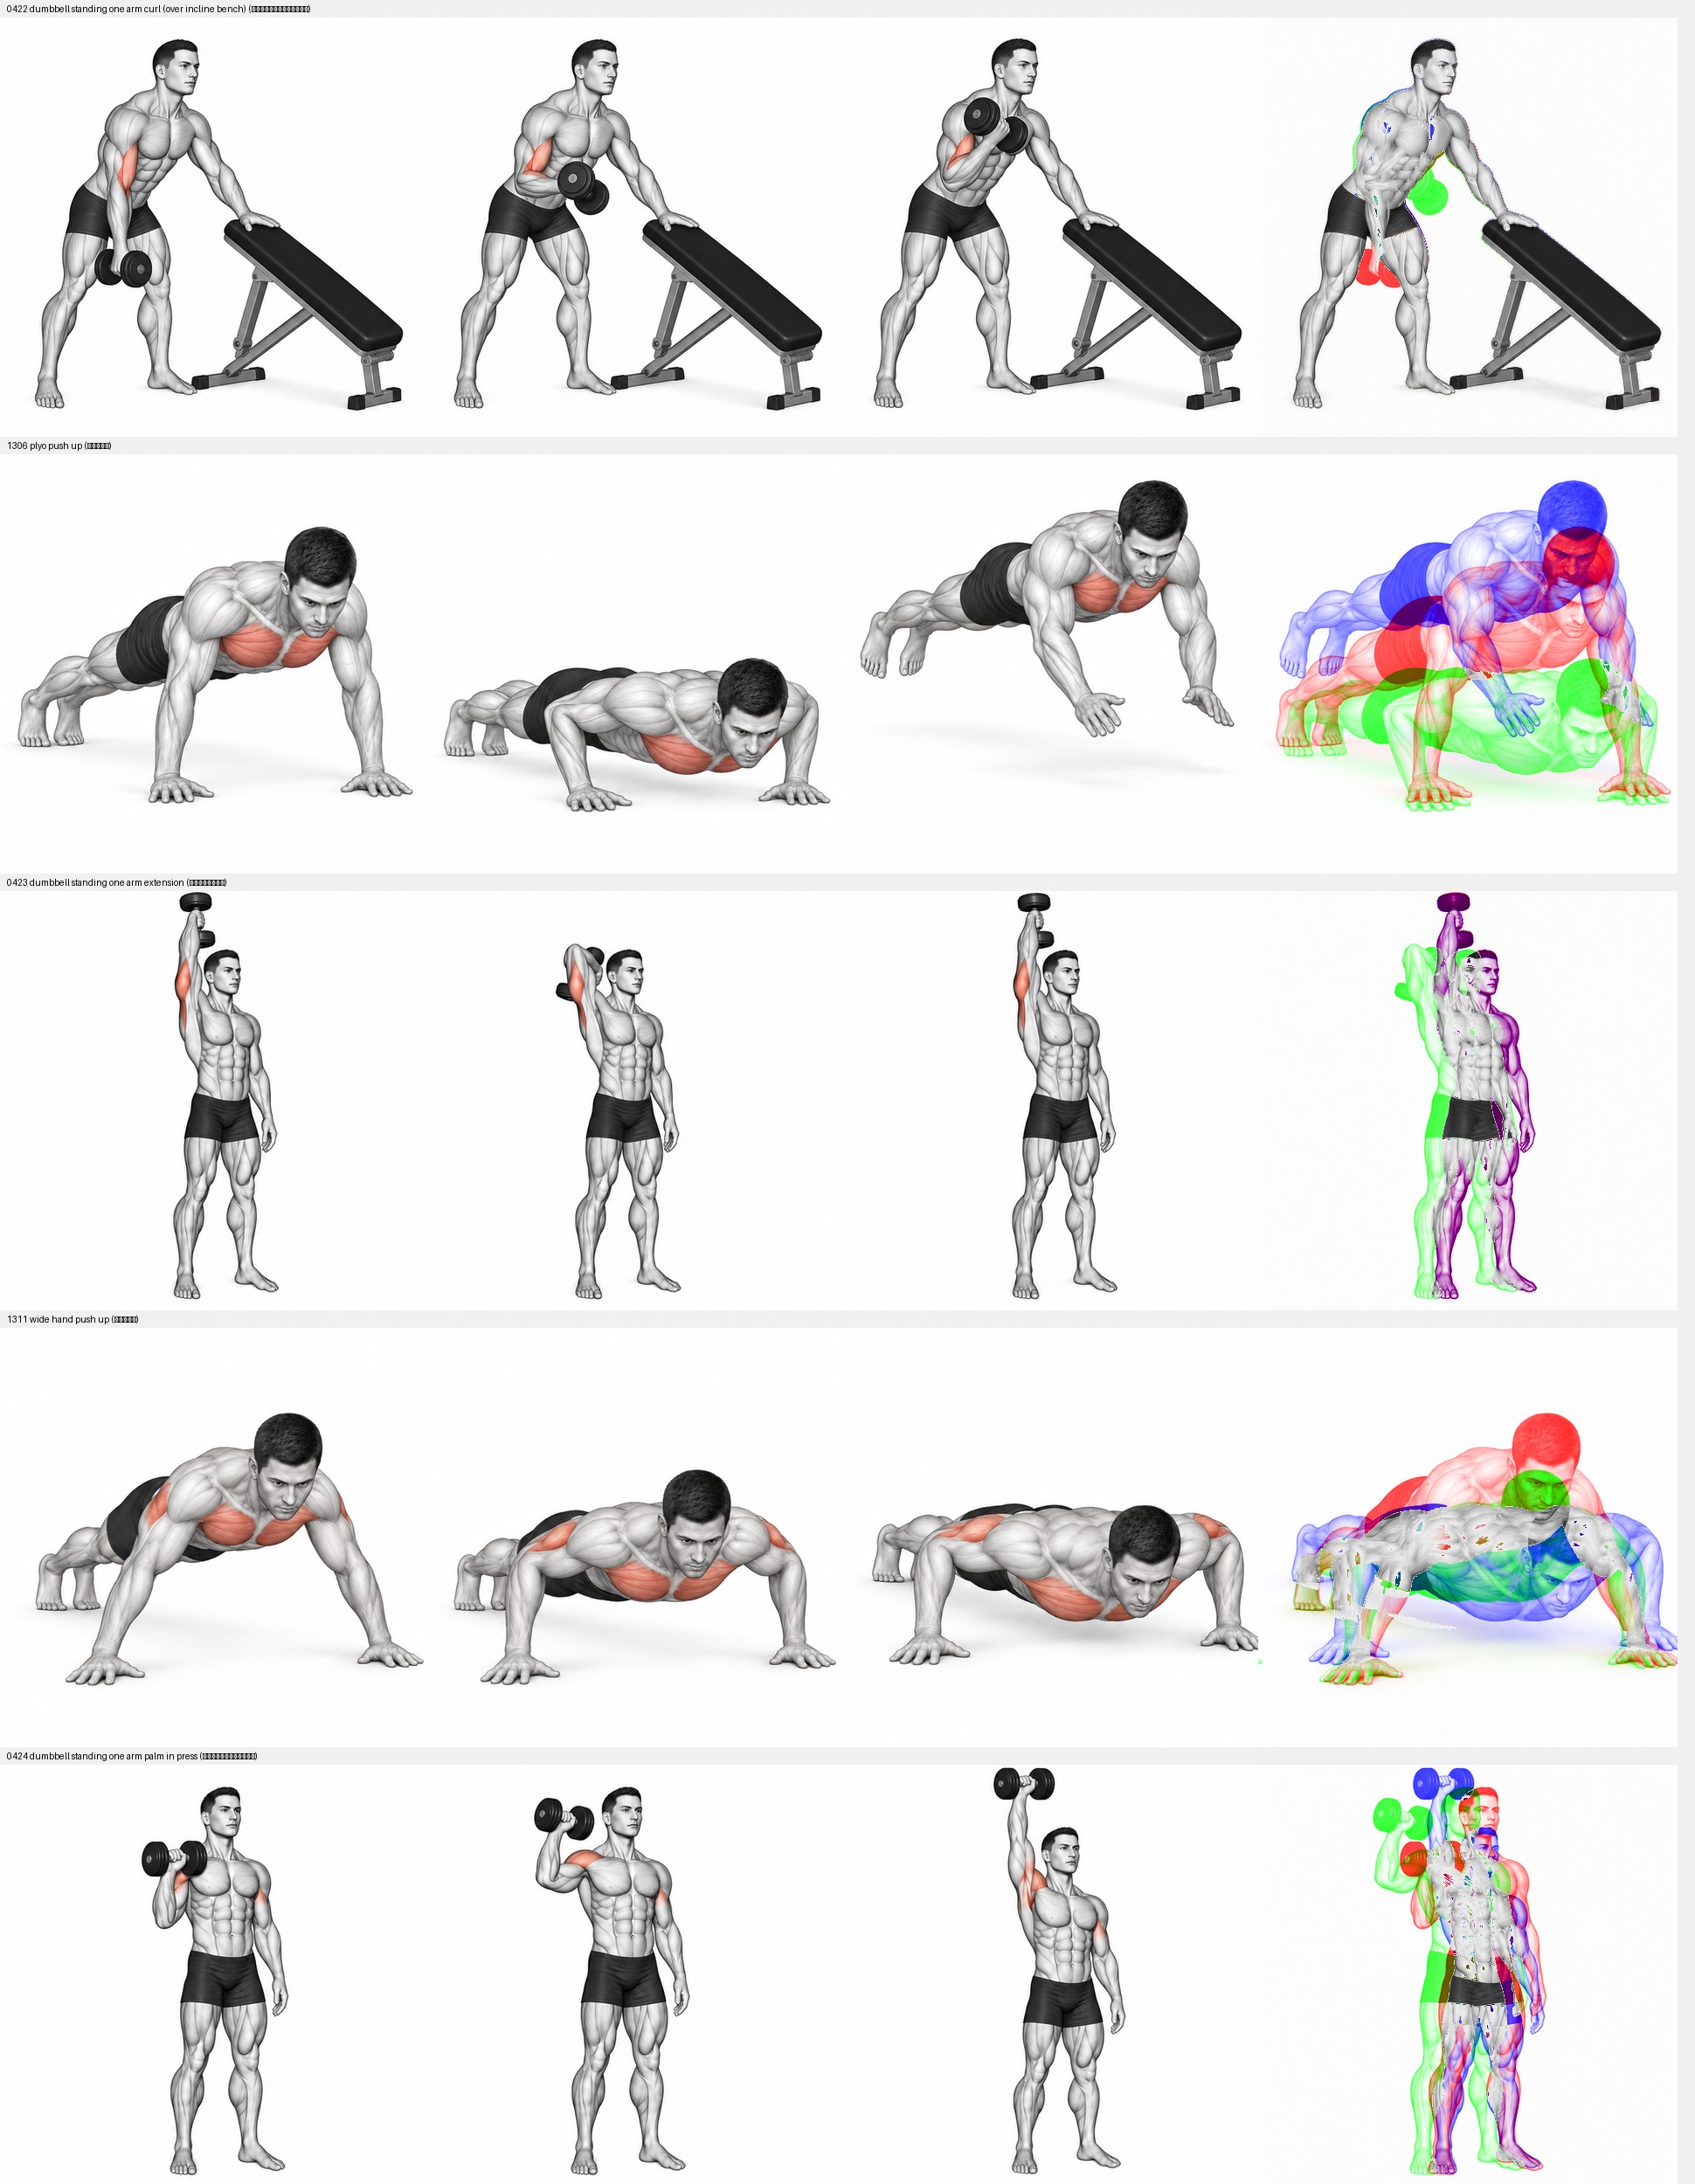 0422 dumbbell standing one arm curl (over incline bench)
1306 plyo push up
0423 dumbbell standing one arm extension
1311 wide hand push up
0424 dumbbell standing one arm palm in press